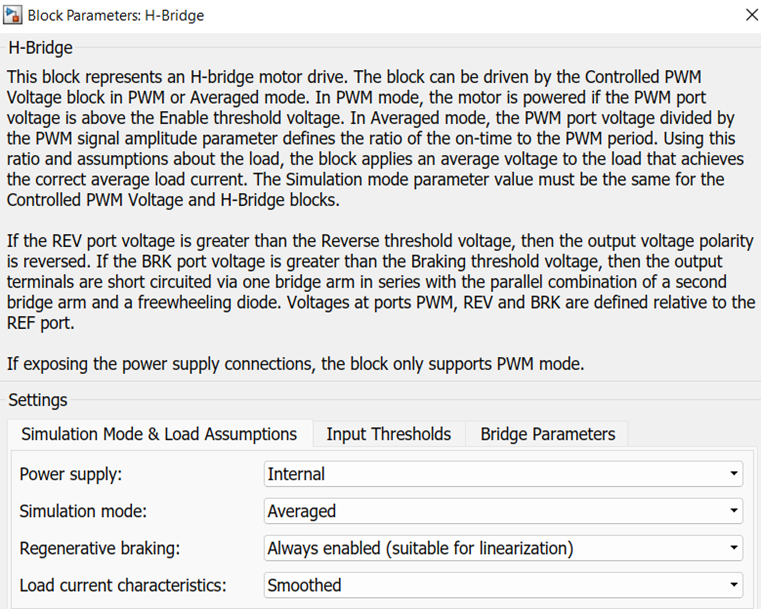 Block Parameters: H-Bridge
H-Bridge
This block represents an H-bridge motor drive. The block can be driven by the Controlled PWM
Voltage block in PWM or Averaged mode. In PWM mode, the motor is powered if the PWM port
voltage is above the Enable threshold voltage. In Averaged mode, the PWM port voltage divided by
the PWM signal amplitude parameter defines the ratio of the on-time to the PWM period. Using this
ratio and assumptions about the load, the block applies an average voltage to the load that achieves
the correct average load current. The Simulation mode parameter value must be the same for the
Controlled PWM Voltage and H-Bridge blocks.
If the REV port voltage is greater than the Reverse threshold voltage, then the output voltage polarity
is reversed. If the BRK port voltage is greater than the Braking threshold voltage, then the output
terminals are short circuited via one bridge arm in series with the parallel combination of a second
bridge arm and a freewheeling diode. Voltages at ports PWM, REV and BRK are defined relative to the
REF port.
If exposing the power supply connections, the block only supports PWM mode.
Settings
Simulation Mode & Load Assumptions Input Thresholds Bridge Parameters
Power supply: Internal
Simulation mode: Averaged
Regenerative braking: Always enabled (suitable for linearization)
Load current characteristics: Smoothed